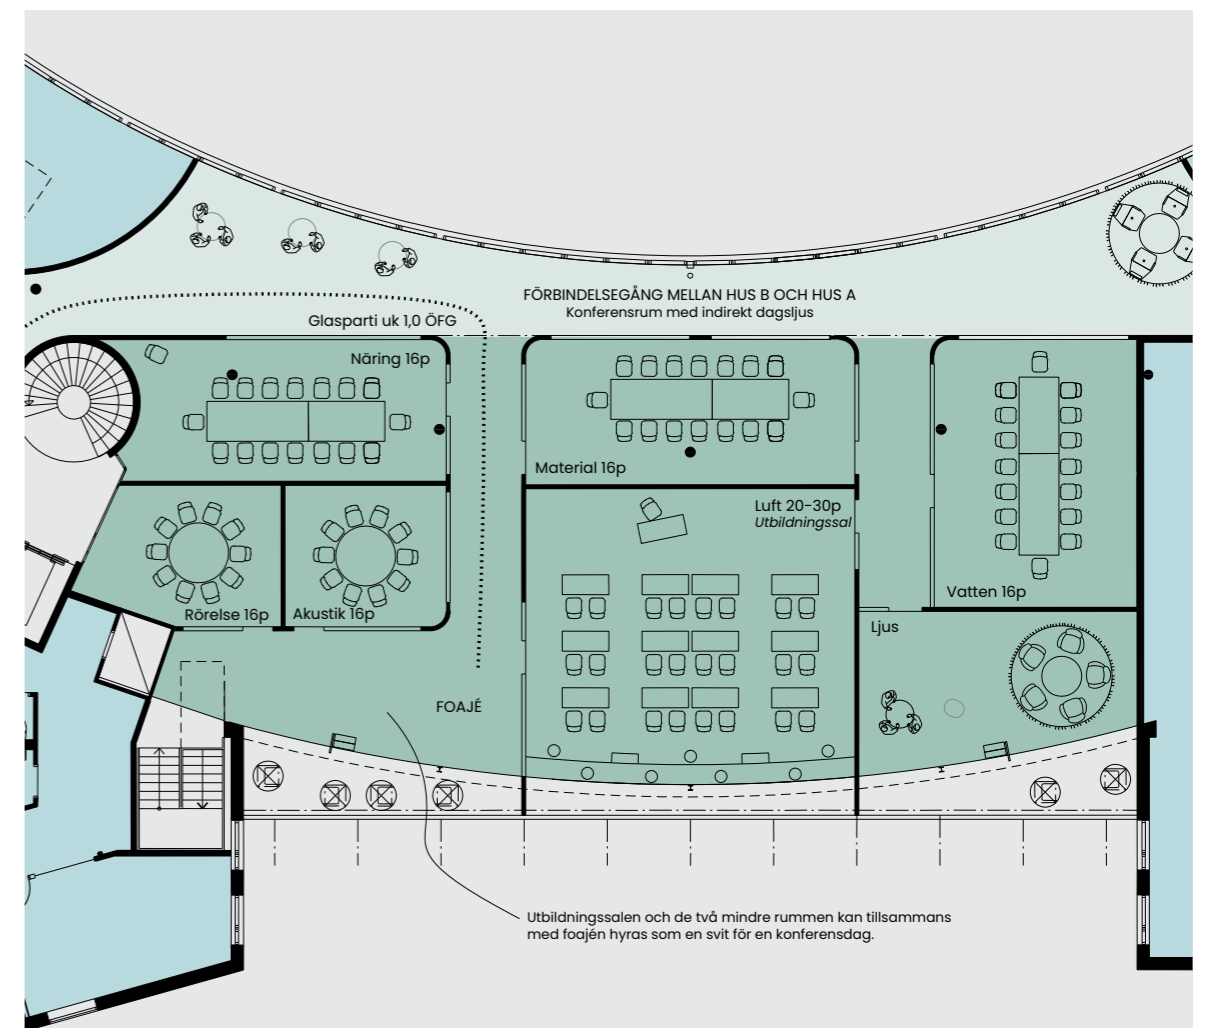 FÖRBINDELSEGÅNG MELLAN HUS B OCH HUS A
Konferensrum med indirekt dagsljus
Glasparti uk 1,0 ÖFG
Näring 16p
Material 16p
Luft 20-30p
Utbildningssal
Vatten 16p
Rörelse 16p
Akustik 16p
Ljus
FOAJÉ
Utbildningssalen och de två mindre rummen kan tillsammans
med foajén hyras som en svit för en konferensdag.